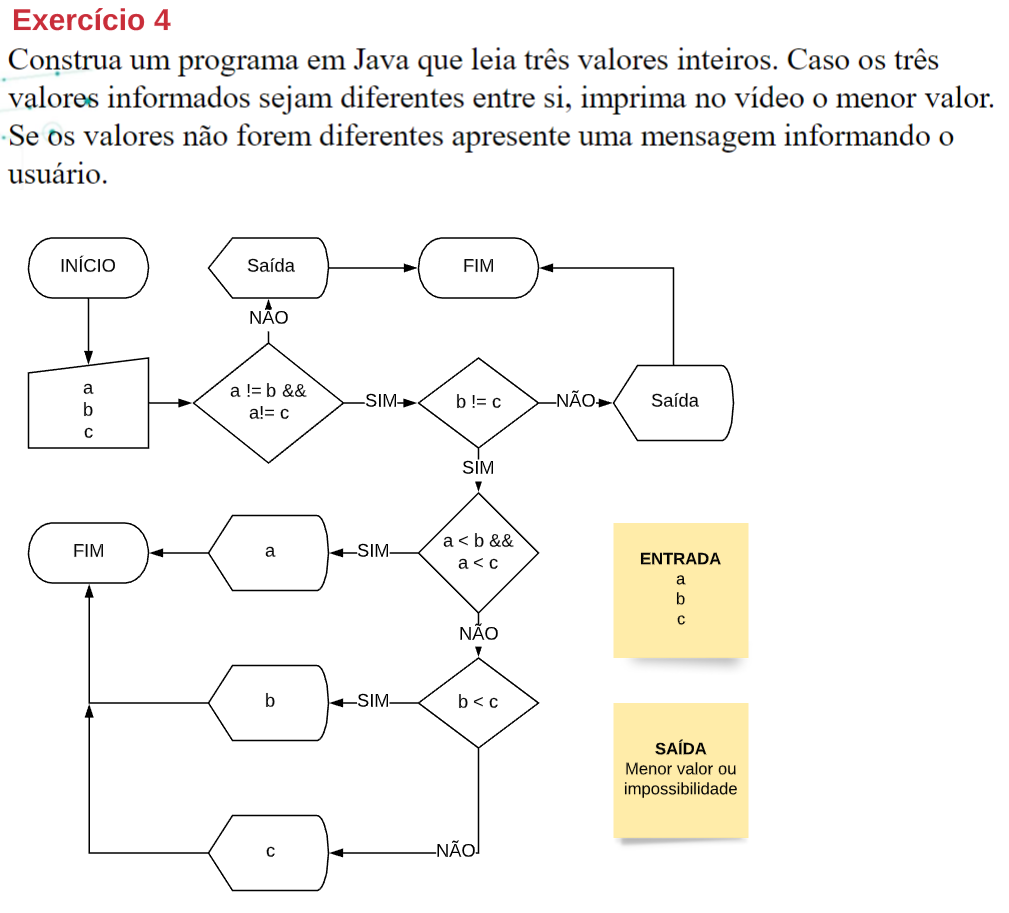 Exercício 4
Construa um programa em Java que leia três valores inteiros. Caso os três
valores informados sejam diferentes entre si, imprima no vídeo o menor valor.
Se os valores não forem diferentes apresente uma mensagem informando o
usuário.
INÍCIO
Saída
FIM
NÃO
a
b
c
a != b &&
a!= c
SIM
b != c
NÃO
Saída
SIM
FIM
a
SIM
a < b &&
a < c
ENTRADA
a
b
c
NÃO
b
SIM
b < c
SAÍDA
Menor valor ou
impossibilidade
c
NÃO